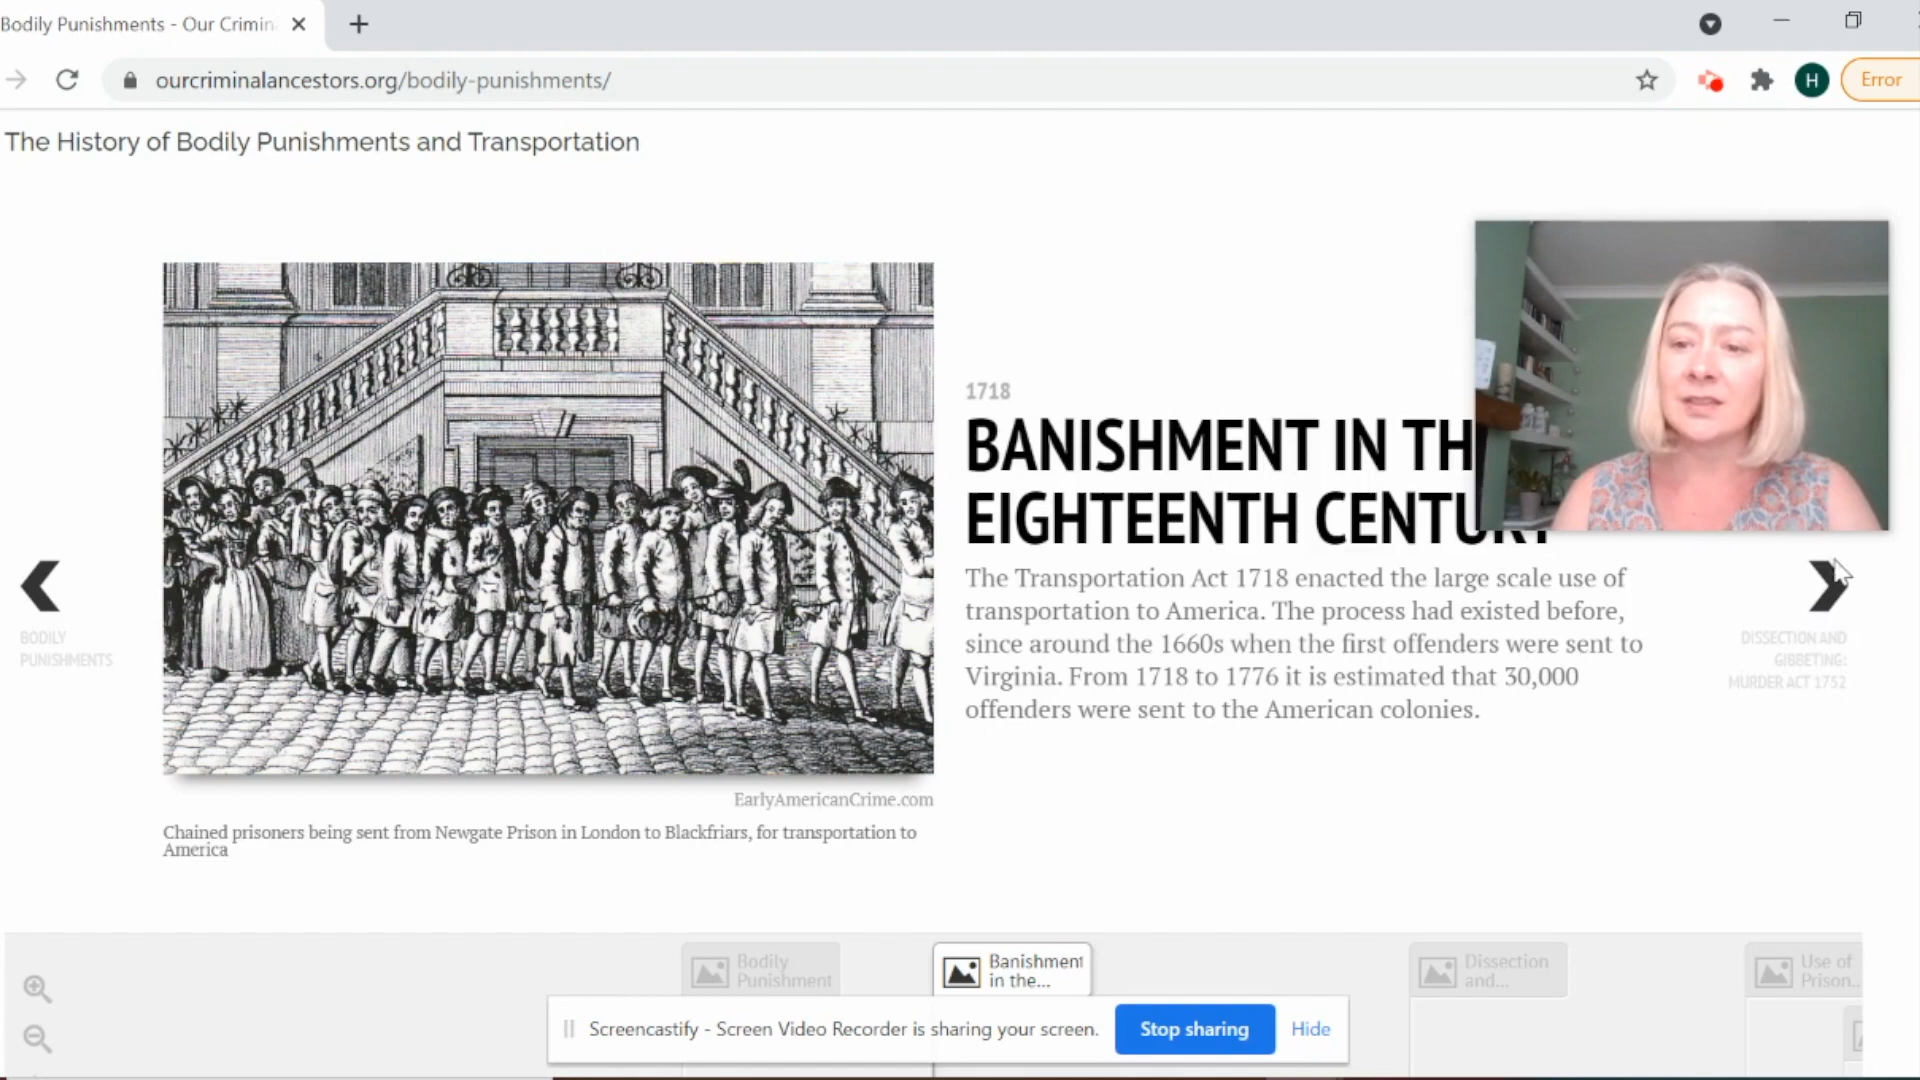 Bodily Punishments - Our Crimin
ourcriminalancestors.org/bodily-punishments/
H
Error
The History of Bodily Punishments and Transportation
1718
BANISHMENT IN TH
EIGHTEENTH CENTURY
The Transportation Act 1718 enacted the large scale use of
transportation to America. The process had existed before,
since around the 1660s when the first offenders were sent to
Virginia. From 1718 to 1776 it is estimated that 30,000
offenders were sent to the American colonies.
BODILY
PUNISHMENTS
DISSECTION AND
GIBBETING:
MURDER ACT 1752
EarlyAmericanCrime.com
Chained prisoners being sent from Newgate Prison in London to Blackfriars, for transportation to
America
Bodily
Punishment
Banishment
in the...
Dissection
and...
Use of
Prison..
Screencastify - Screen Video Recorder is sharing your screen.
Stop sharing
Hide